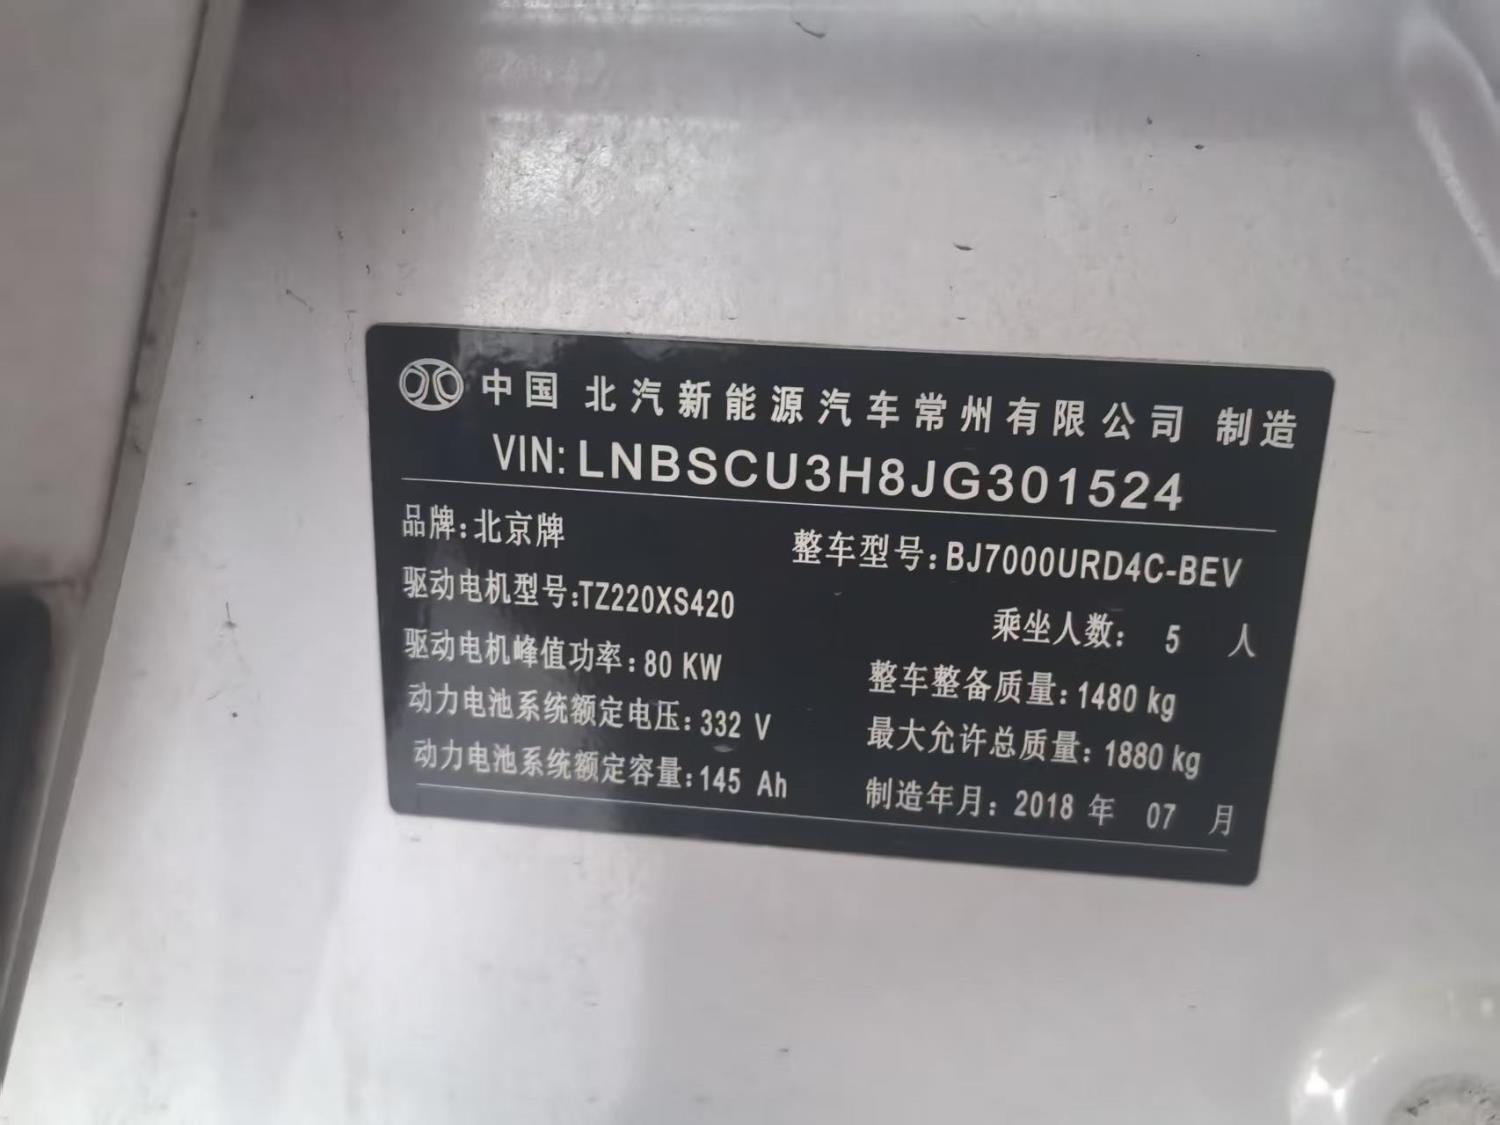 中国 北汽新能源汽车常州有限公司 制造
VIN: LNBSCU3H8JG301524
品牌:北京牌 整车型号:BJ7000URD4C-BEV
驱动电机型号:TZ220XS420 乘坐人数: 5 人
驱动电机峰值功率:80 KW 整车整备质量:1480 kg
动力电池系统额定电压:332 V 最大允许总质量:1880 kg
动力电池系统额定容量:145 Ah 制造年月: 2018 年 07 月